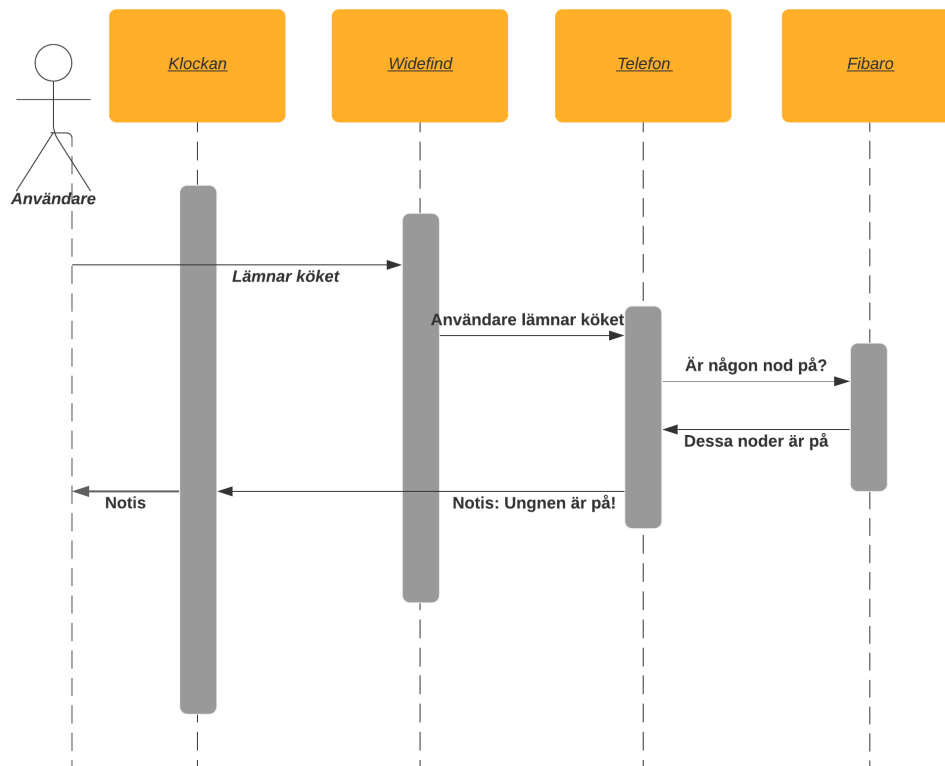 Klockan
Widefind
Telefon
Fibaro
Användare
Lämnar köket
Användare lämnar köket
Är någon nod på?
Dessa noder är på
Notis
Notis: Ungnen är på!